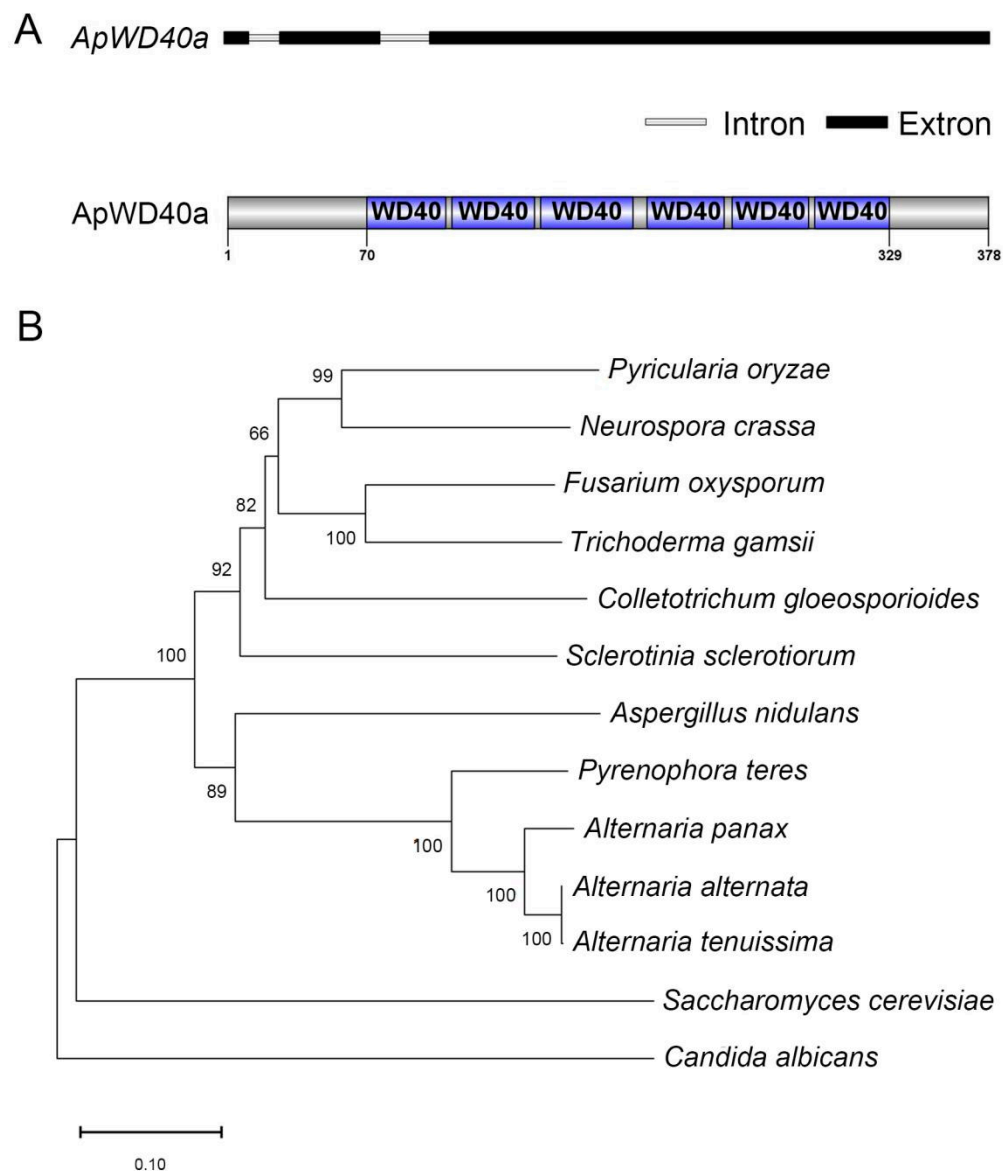 A
ApWD40a
Intron Extron
ApWD40a
WD40 WD40 WD40 WD40 WD40 WD40
1 70 329 378
B
99 Pyricularia oryzae
Neurospora crassa
66
Fusarium oxysporum
82
100 Trichoderma gamsii
92
Colletotrichum gloeosporioides
100 Sclerotinia sclerotiorum
Aspergillus nidulans
89 Pyrenophora teres
100 Alternaria panax
100 Alternaria alternata
100 Alternaria tenuissima
Saccharomyces cerevisiae
Candida albicans
0.10